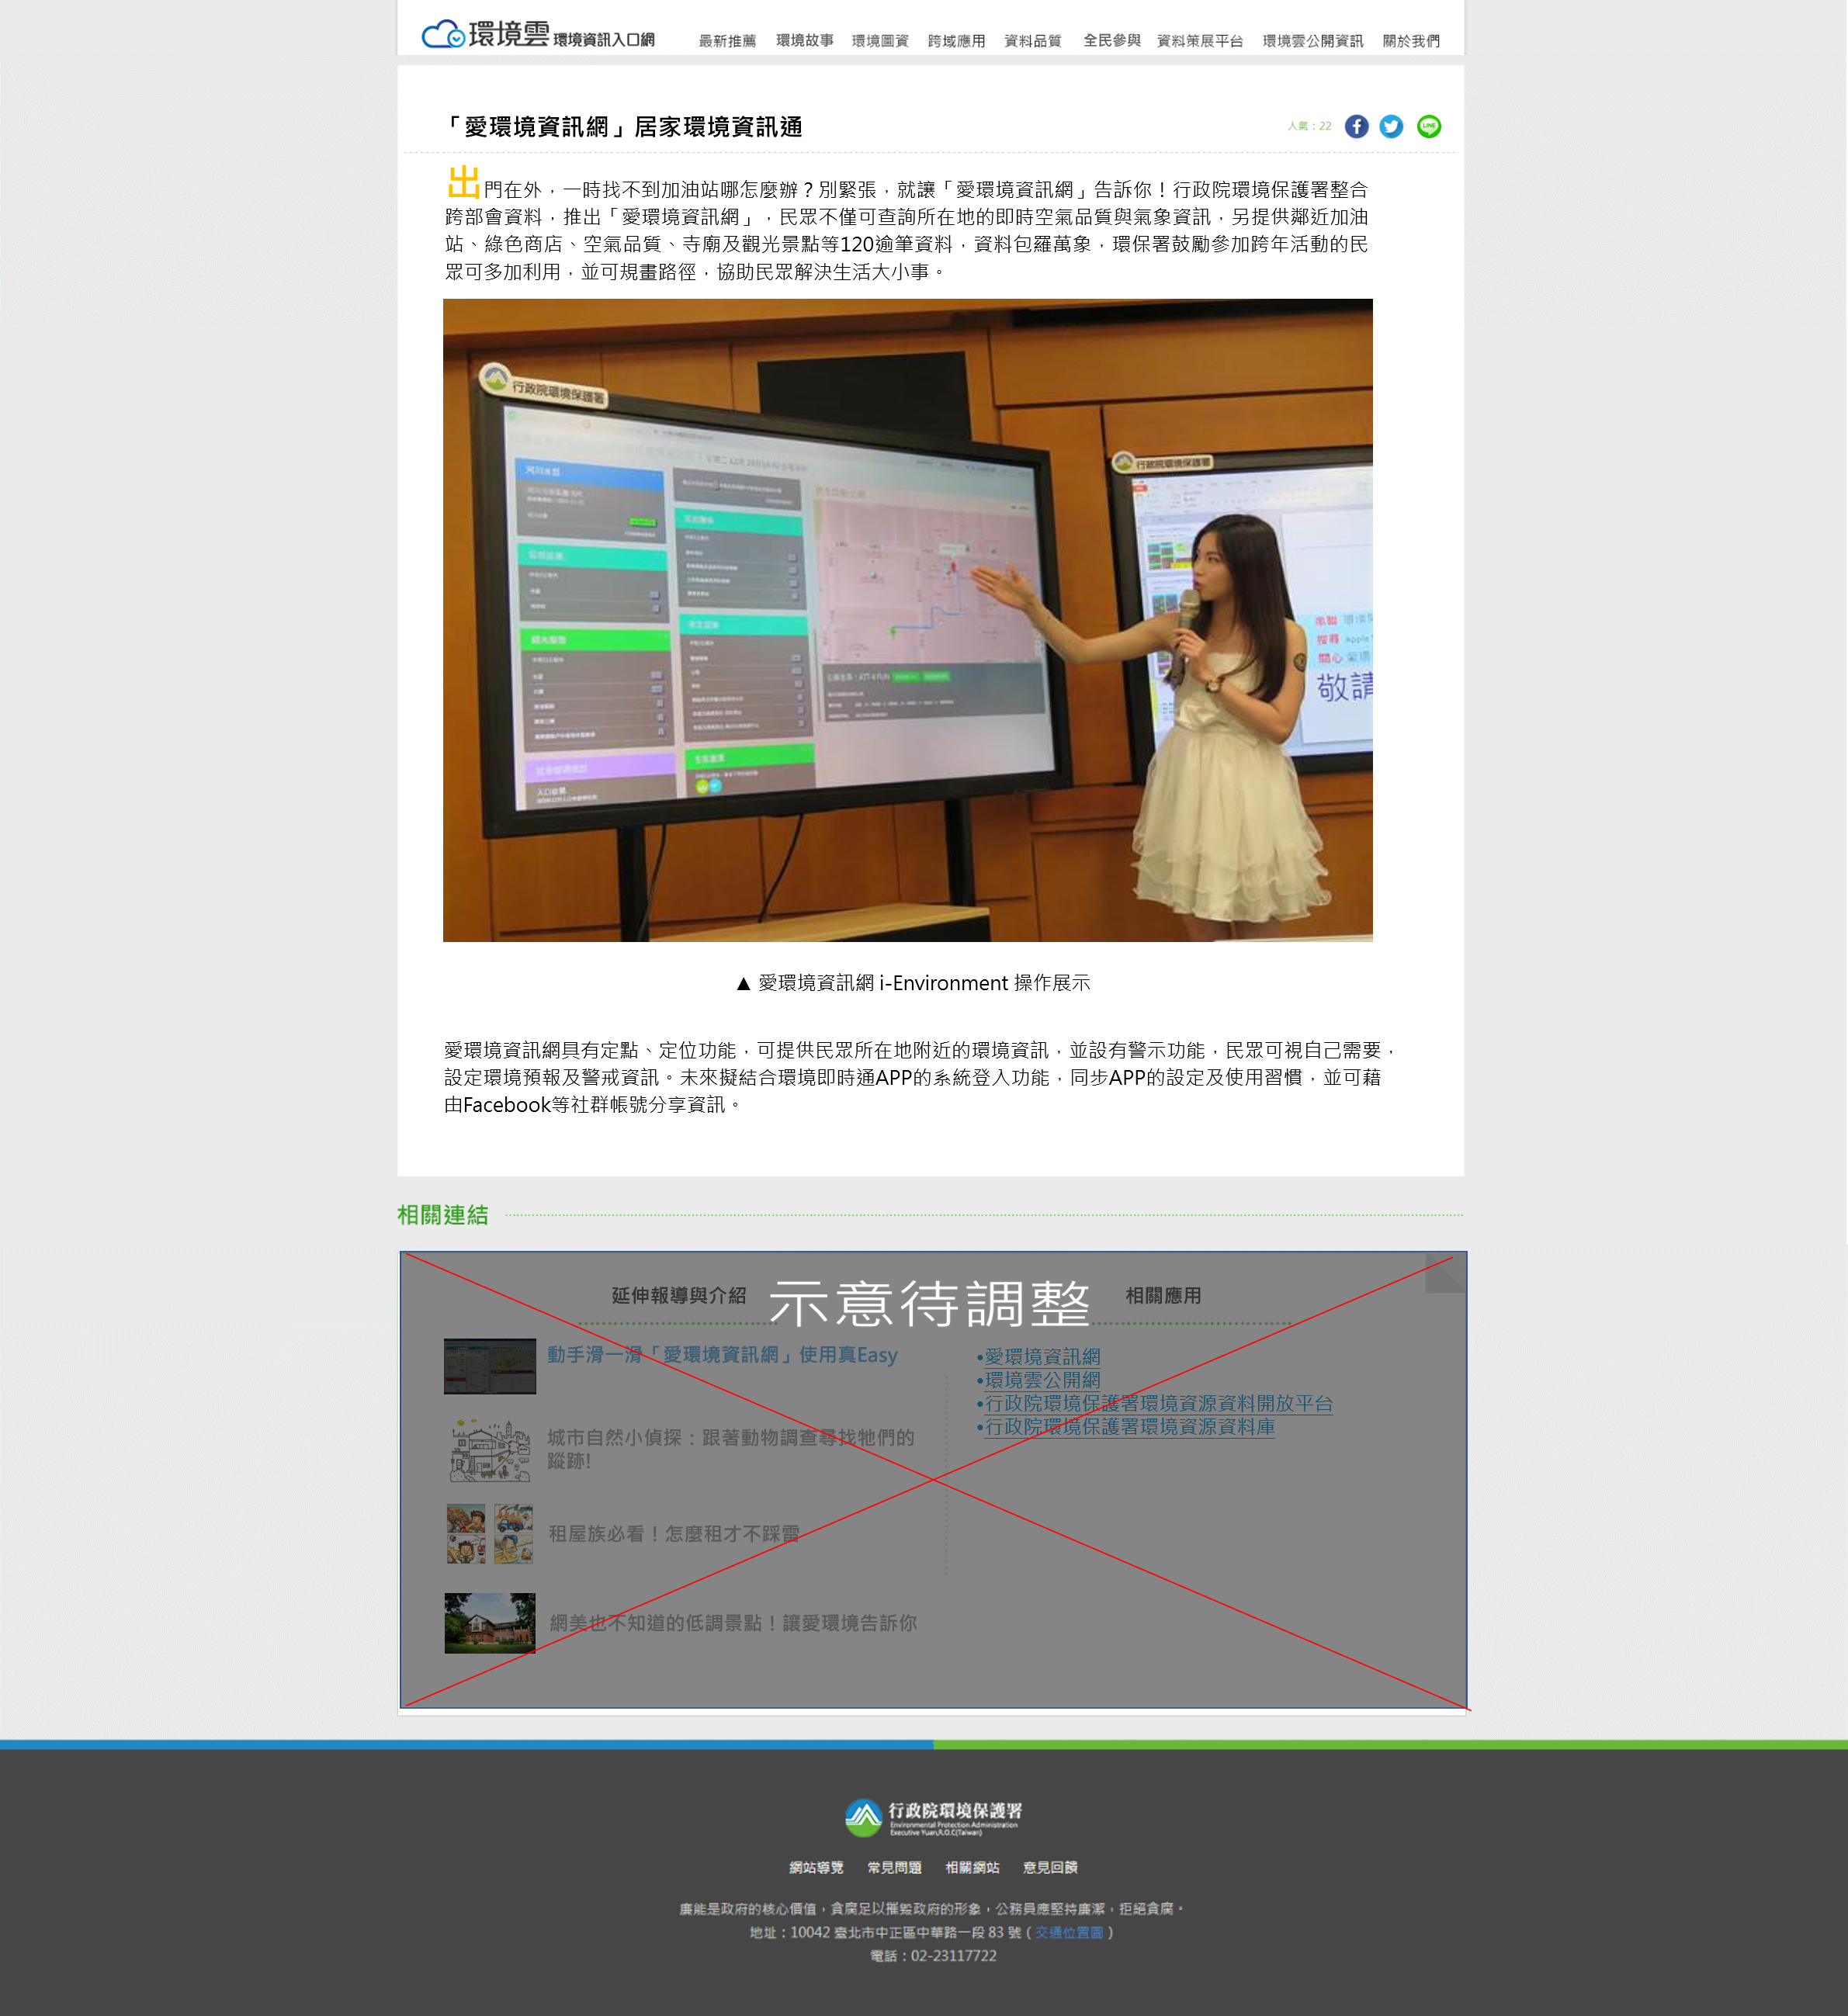 環境雲 環境資訊入口網
最新推薦 環境故事 環境圖資 跨域應用 資料品質 全民參與 資料策展平台 環境雲公開資訊 關於我們
「愛環境資訊網」居家環境資訊通
人氣：22
LINE
出門在外，一時找不到加油站哪怎麼辦？別緊張，就讓「愛環境資訊網」告訴你！行政院環境保護署整合
跨部會資料，推出「愛環境資訊網」，民眾不僅可查詢所在地的即時空氣品質與氣象資訊，另提供鄰近加油
站、綠色商店、空氣品質、寺廟及觀光景點等120逾筆資料，資料包羅萬象，環保署鼓勵參加跨年活動的民
眾可多加利用，並可規畫路徑，協助民眾解決生活大小事。
行政院環境保護署
行政院環境保護署
河川水質
觀光
人口
公廁
ATT 4 FUN
串聯 環境
搜尋 Apple
關心 愛環
敬請
▲ 愛環境資訊網 i-Environment 操作展示
愛環境資訊網具有定點、定位功能，可提供民眾所在地附近的環境資訊，並設有警示功能，民眾可視自己需要，
設定環境預報及警戒資訊。未來擬結合環境即時通APP的系統登入功能，同步APP的設定及使用習慣，並可藉
由Facebook等社群帳號分享資訊。
相關連結
示意待調整
延伸報導與介紹
動手滑一滑「愛環境資訊網」使用真Easy
城市自然小偵探：跟著動物調查尋找牠們的
蹤跡!
租屋族必看！怎麼租才不踩雷
網美也不知道的低調景點！讓愛環境告訴你
相關應用
•愛環境資訊網
•環境雲公開網
•行政院環境保護署環境資源資料開放平台
•行政院環境保護署環境資源資料庫
行政院環境保護署
Environmental Protection Administration
Executive Yuan,R.O.C(Taiwan)
網站導覽 常見問題 相關網站 意見回饋
廉能是政府的核心價值，貪腐足以摧毀政府的形象，公務員應堅持廉潔，拒絕貪腐。
地址：10042 臺北市中正區中華路一段 83 號（交通位置圖）
電話：02-23117722